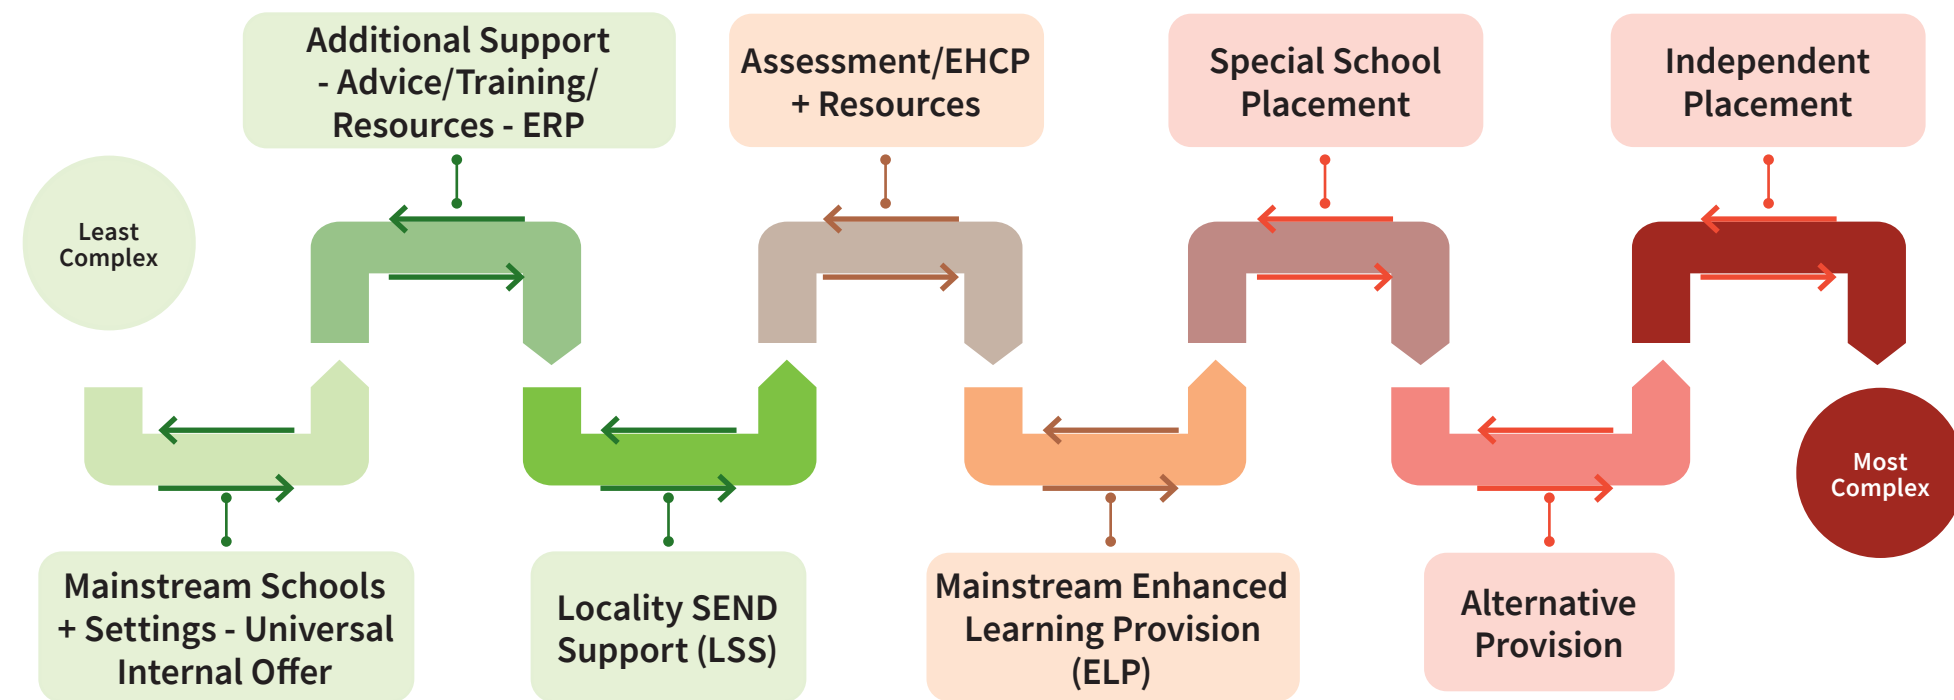 Additional Support
- Advice/Training/
Resources - ERP
Assessment/EHCP
+ Resources
Special School
Placement
Independent
Placement
Least
Complex
Most
Complex
Mainstream Schools
+ Settings - Universal
Internal Offer
Locality SEND
Support (LSS)
Mainstream Enhanced
Learning Provision
(ELP)
Alternative
Provision